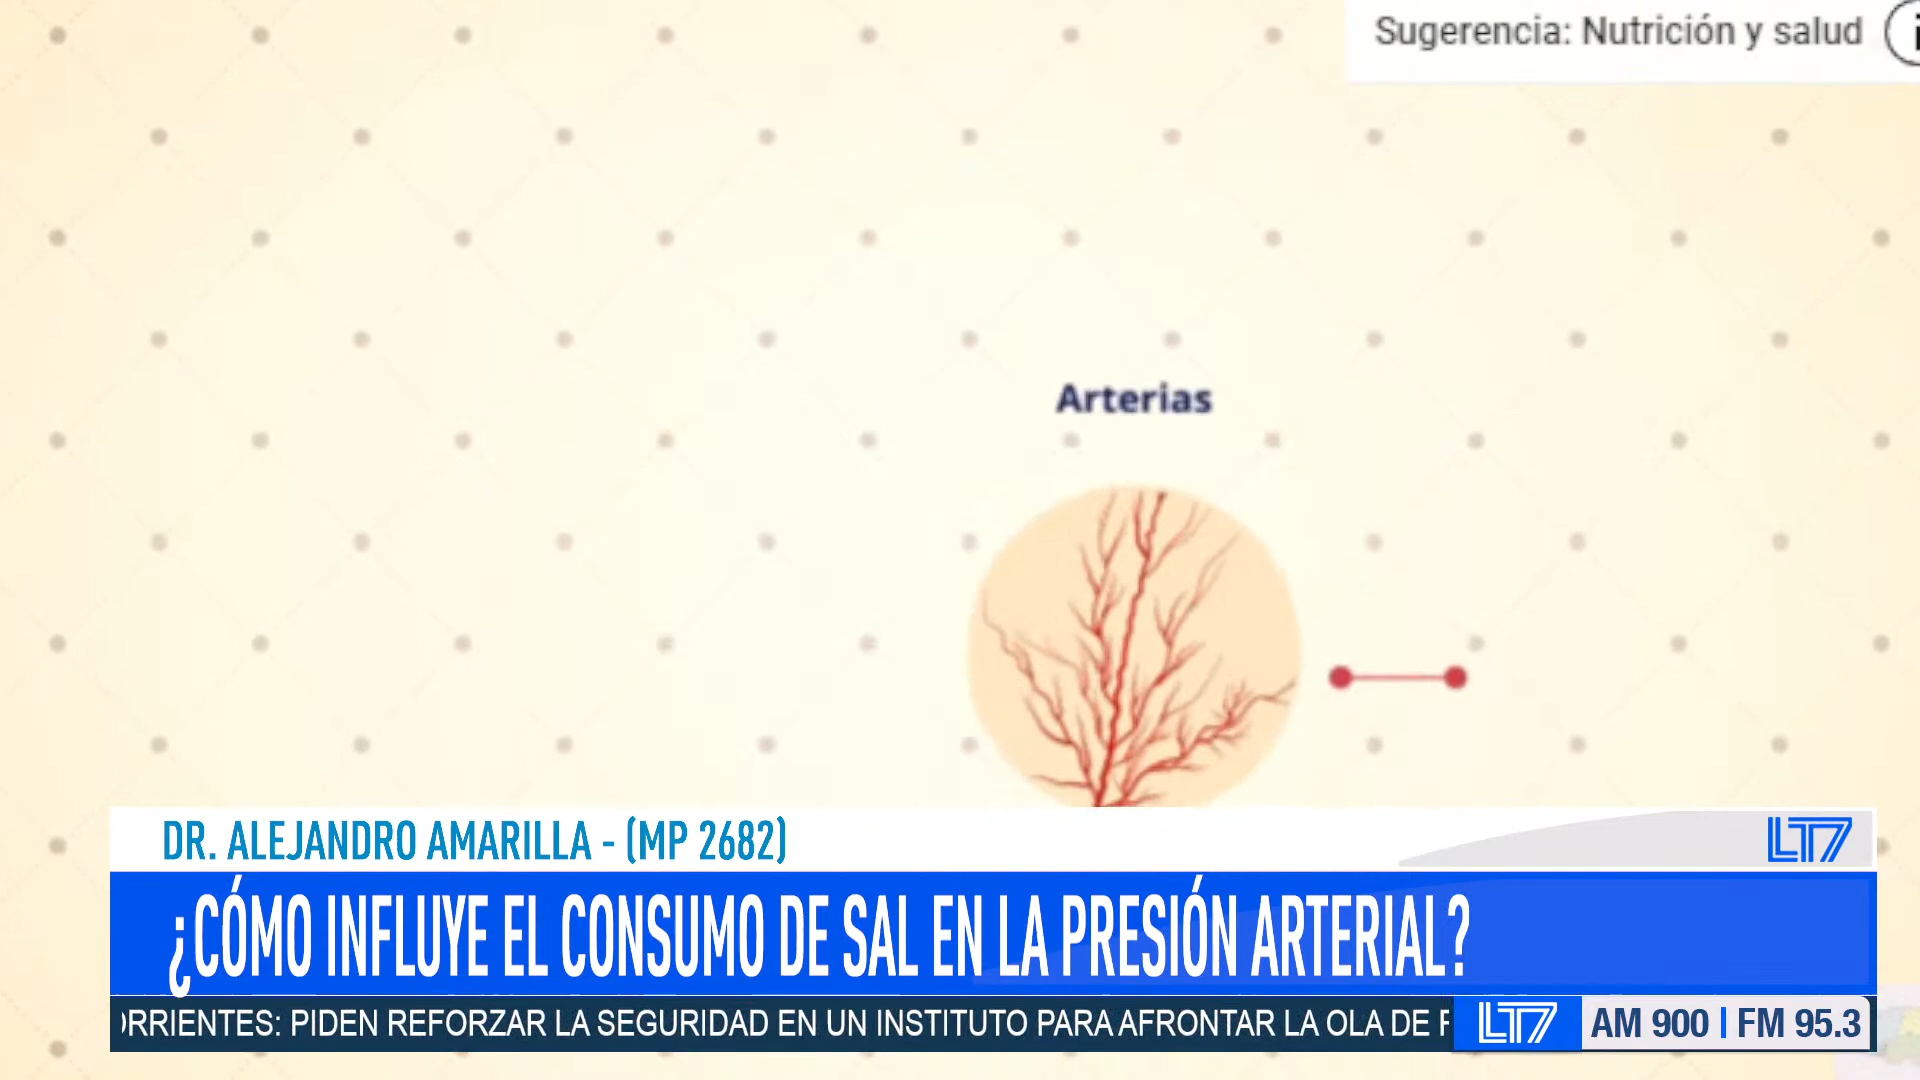 Sugerencia: Nutrición y salud
Arterias
DR. ALEJANDRO AMARILLA - (MP 2682)
LT7
¿CÓMO INFLUYE EL CONSUMO DE SAL EN LA PRESIÓN ARTERIAL?
ORRIENTES: PIDEN REFORZAR LA SEGURIDAD EN UN INSTITUTO PARA AFRONTAR LA OLA DE
LT7 AM 900 | FM 95.3